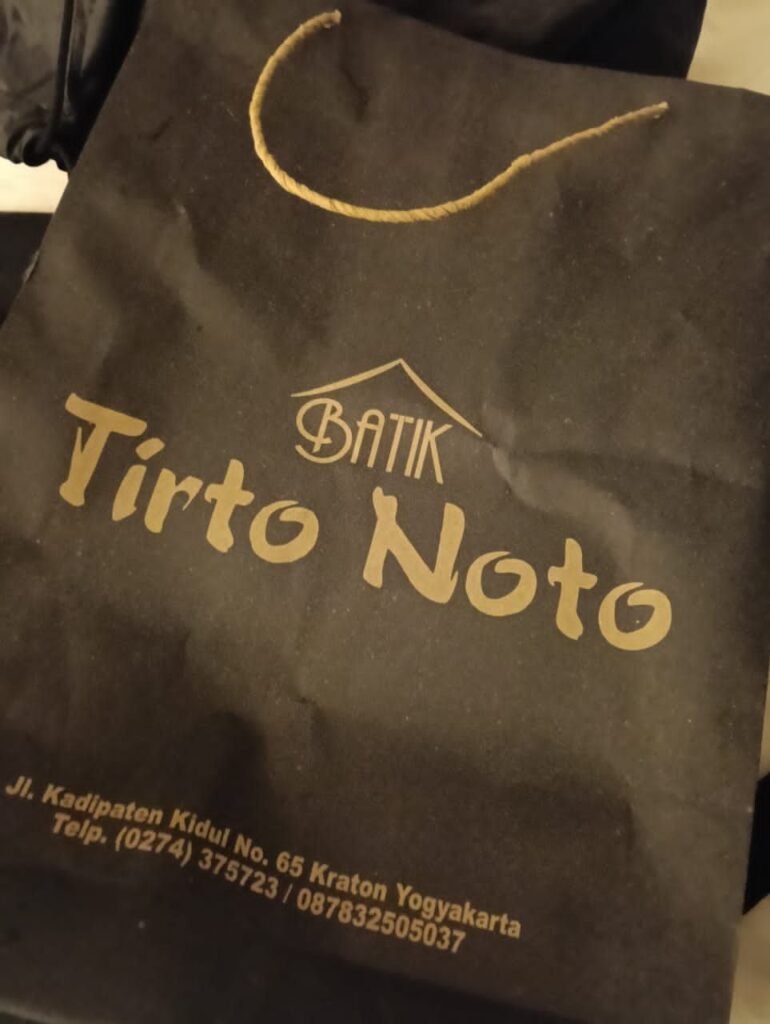 BATIK
Tirto Noto
Jl. Kadipaten Kidul No. 65 Kraton Yogyakarta
Telp. (0274) 375723 / 087832505037